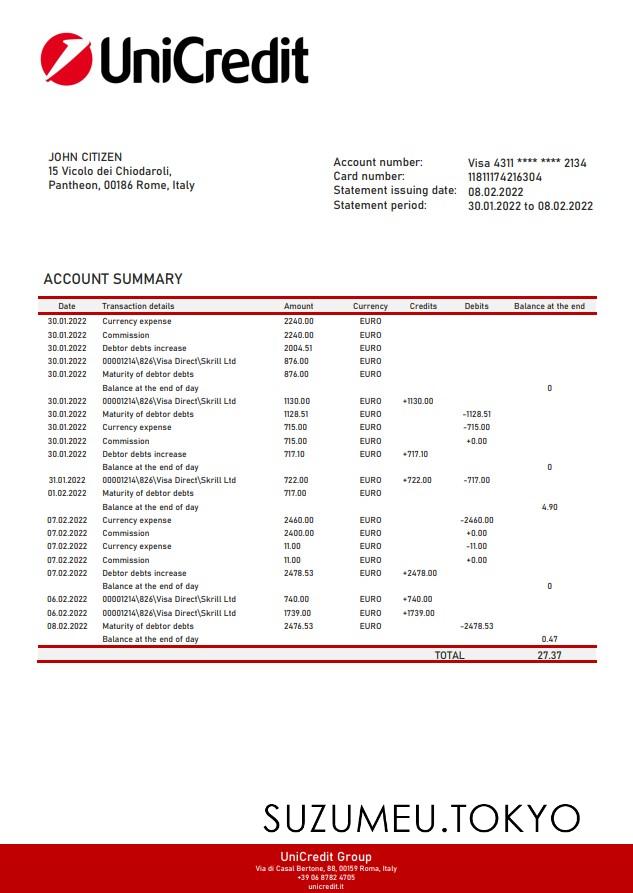 UniCredit
JOHN CITIZEN
15 Vicolo dei Chiodaroli,
Pantheon, 00186 Rome, Italy
Account number: Visa 4311 **** **** 2134
Card number: 11811174216304
Statement issuing date: 08.02.2022
Statement period: 30.01.2022 to 08.02.2022
ACCOUNT SUMMARY
Date Transaction details Amount Currency Credits Debits Balance at the end
30.01.2022 Currency expense 2240.00 EURO
30.01.2022 Commission 2240.00 EURO
30.01.2022 Debtor debts increase 2004.51 EURO
30.01.2022 00001214\826\Visa Direct\Skrill Ltd 876.00 EURO
30.01.2022 Maturity of debtor debts 876.00 EURO
Balance at the end of day 0
30.01.2022 00001214\826\Visa Direct\Skrill Ltd 1130.00 EURO +1130.00
30.01.2022 Maturity of debtor debts 1128.51 EURO -1128.51
30.01.2022 Currency expense 715.00 EURO -715.00
30.01.2022 Commission 715.00 EURO +0.00
30.01.2022 Debtor debts increase 717.10 EURO +717.10
Balance at the end of day 0
31.01.2022 00001214\826\Visa Direct\Skrill Ltd 722.00 EURO +722.00 -717.00
01.02.2022 Maturity of debtor debts 717.00 EURO
Balance at the end of day 4.90
07.02.2022 Currency expense 2460.00 EURO -2460.00
07.02.2022 Commission 2400.00 EURO +0.00
07.02.2022 Currency expense 11.00 EURO -11.00
07.02.2022 Commission 11.00 EURO +0.00
07.02.2022 Debtor debts increase 2478.53 EURO +2478.00
Balance at the end of day 0
06.02.2022 00001214\826\Visa Direct\Skrill Ltd 740.00 EURO +740.00
06.02.2022 00001214\826\Visa Direct\Skrill Ltd 1739.00 EURO +1739.00
08.02.2022 Maturity of debtor debts 2476.53 EURO -2478.53
Balance at the end of day 0.47
TOTAL 27.37
SUZUMEU.TOKYO
UniCredit Group
Via di Casal Bertone, 88, 00159 Roma, Italy
+39 06 8782 4705
unicredit.it